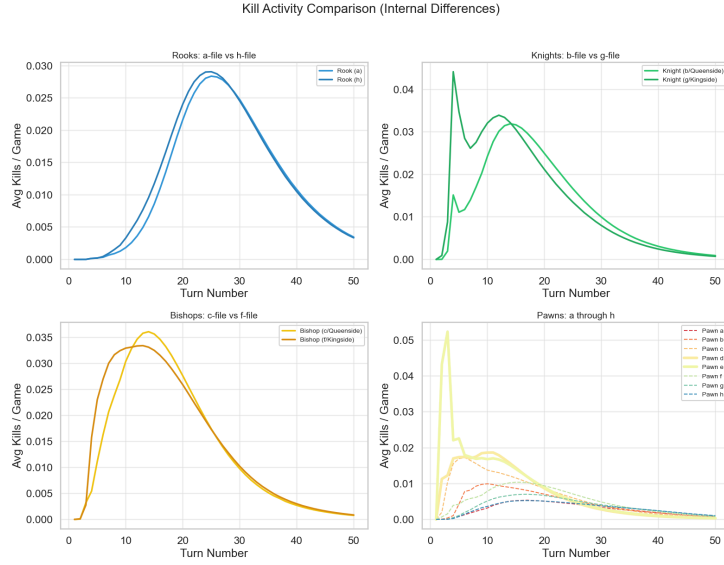 Kill Activity Comparison (Internal Differences)
Rooks: a-file vs h-file
Avg Kills / Game
0.030
0.025
0.020
0.015
0.010
0.005
0.000
Rook (a)
Rook (h)
0
10
20
30
40
50
Turn Number
Knights: b-file vs g-file
Avg Kills / Game
0.04
0.03
0.02
0.01
0.00
Knight (b/Queenside)
Knight (g/Kingside)
0
10
20
30
40
50
Turn Number
Bishops: c-file vs f-file
Avg Kills / Game
0.035
0.030
0.025
0.020
0.015
0.010
0.005
0.000
Bishop (c/Queenside)
Bishop (f/Kingside)
0
10
20
30
40
50
Turn Number
Pawns: a through h
Avg Kills / Game
0.05
0.04
0.03
0.02
0.01
0.00
Pawn a
Pawn b
Pawn c
Pawn d
Pawn e
Pawn f
Pawn g
Pawn h
0
10
20
30
40
50
Turn Number